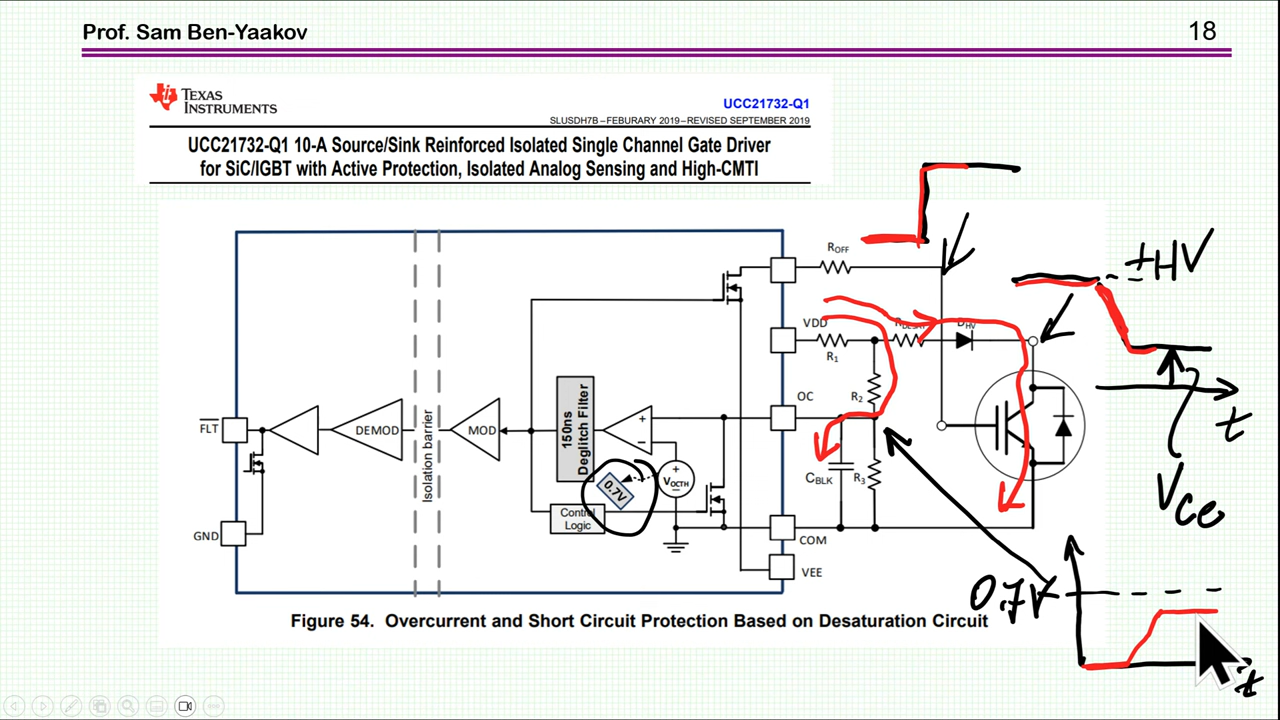 Prof. Sam Ben-Yaakov
18
TEXAS INSTRUMENTS
UCC21732-Q1
SLUSDH7B –FEBURARY 2019–REVISED SEPTEMBER 2019
UCC21732-Q1 10-A Source/Sink Reinforced Isolated Single Channel Gate Driver
for SiC/IGBT with Active Protection, Isolated Analog Sensing and High-CMTI
ROFF
±HV
VDD
DHV
R1
R2
OC
FLT
DEMOD
Isolation barrier
MOD
150ns
Deglitch Filter
+
−
+
VOCTH
−
0.7V
Control
Logic
CBLK
R3
t
Vce
GND
COM
VEE
0.7V
t
Figure 54. Overcurrent and Short Circuit Protection Based on Desaturation Circuit